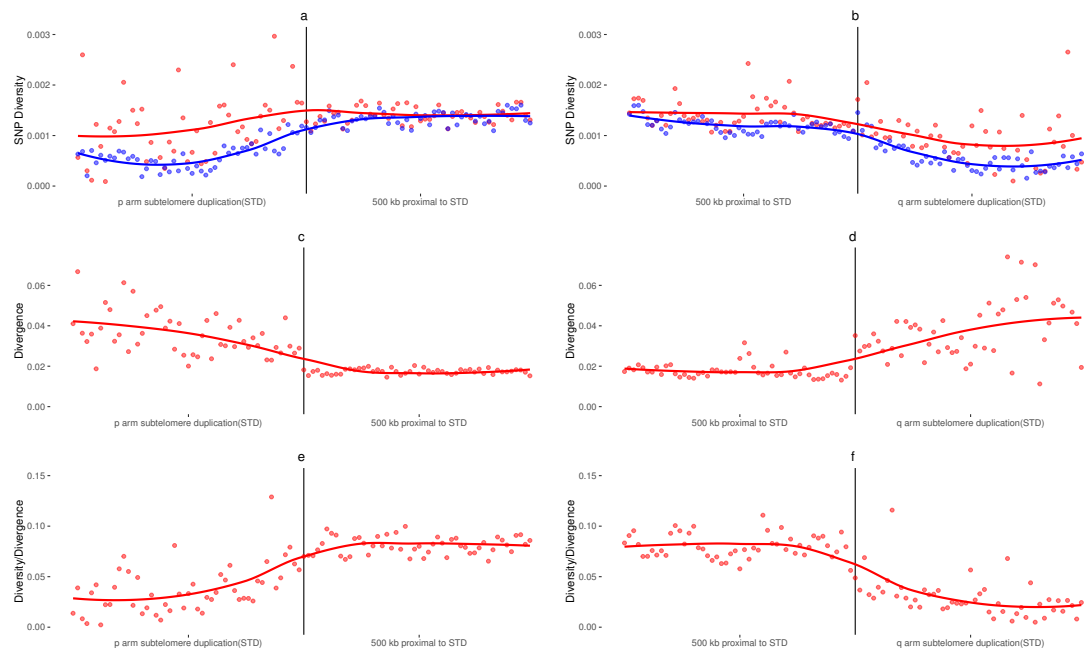 a
0.003
0.002
0.001
0.000
SNP Diversity
p arm subtelomere duplication(STD)
500 kb proximal to STD
b
0.003
0.002
0.001
0.000
SNP Diversity
500 kb proximal to STD
q arm subtelomere duplication(STD)
c
0.06
0.04
0.02
0.00
Divergence
p arm subtelomere duplication(STD)
500 kb proximal to STD
d
0.06
0.04
0.02
0.00
Divergence
500 kb proximal to STD
q arm subtelomere duplication(STD)
e
0.15
0.10
0.05
0.00
Diversity/Divergence
p arm subtelomere duplication(STD)
500 kb proximal to STD
f
0.15
0.10
0.05
0.00
Diversity/Divergence
500 kb proximal to STD
q arm subtelomere duplication(STD)